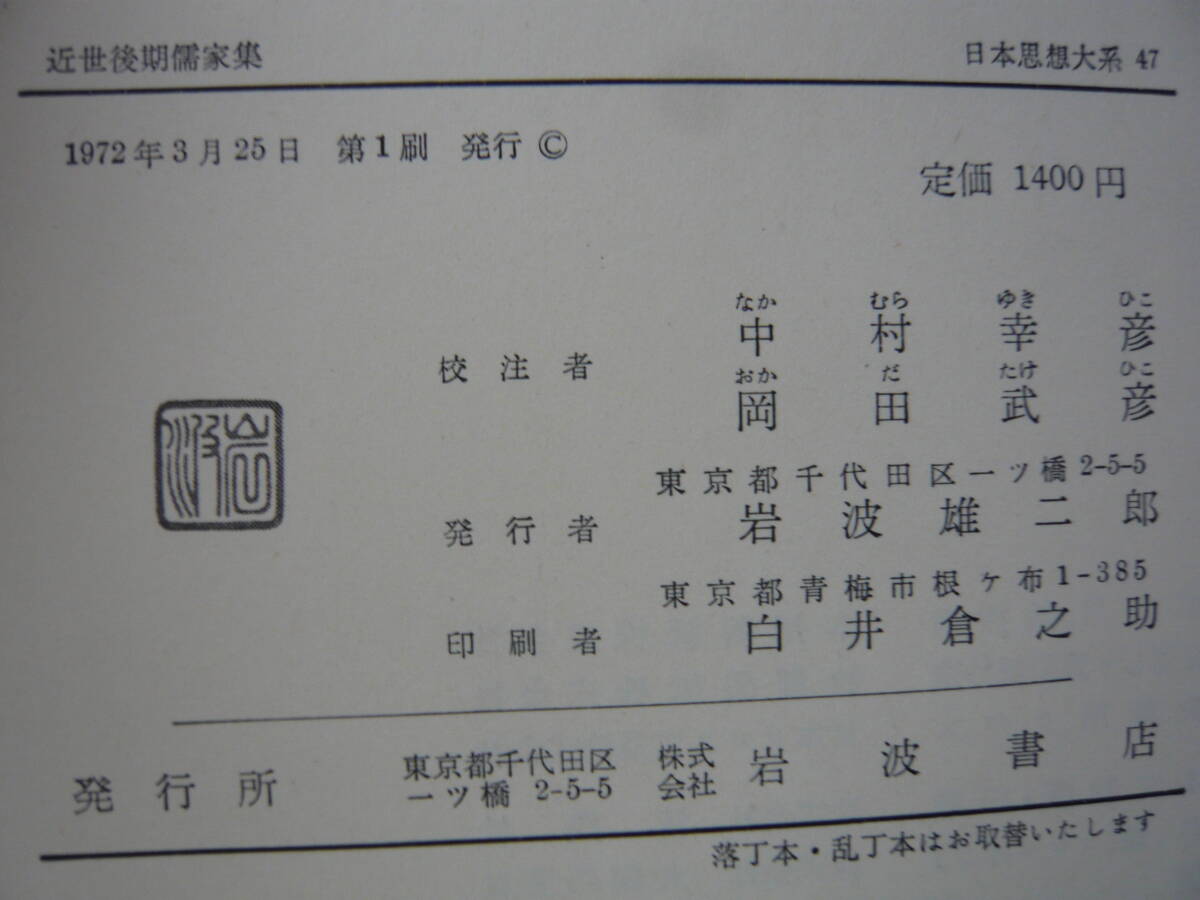 近世後期儒家集
日本思想大系 47
1972年3月25日 第1刷 発行 ©
定価 1400円
なか むら ゆき ひこ
中村幸彦
校注者
おか だ たけ ひこ
岡田武彦
岩波
東京都千代田区一ツ橋2-5-5
発行者 岩波雄二郎
東京都青梅市根ヶ布1-385
印刷者 白井倉之助
発行所 東京都千代田区 株式 岩波書店
一ツ橋 2-5-5 会社
落丁本・乱丁本はお取替いたします